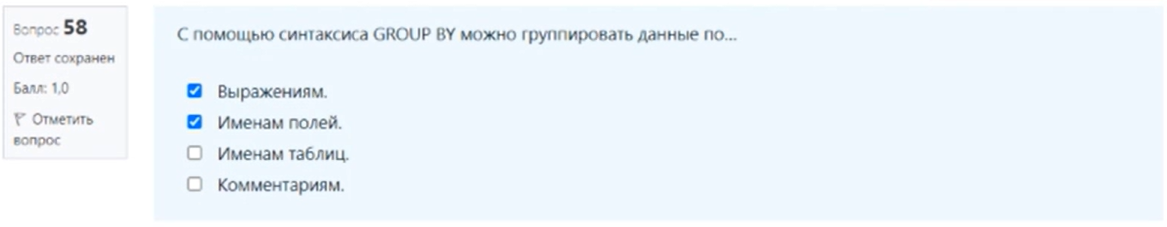 Вопрос 58
Ответ сохранен
Балл: 1,0
Отметить
вопрос
С помощью синтаксиса GROUP BY можно группировать данные по...
Выражениям.
Именам полей.
Именам таблиц.
Комментариям.